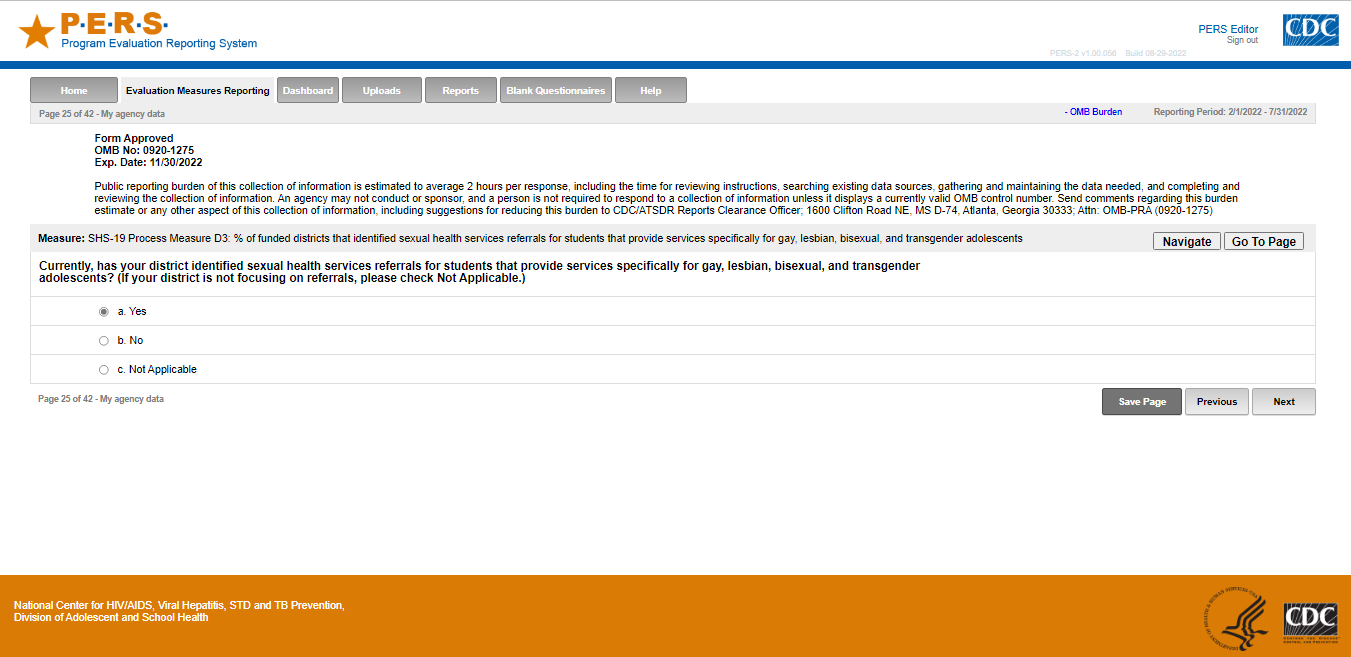 P·E·R·S·
Program Evaluation Reporting System
PERS Editor
Sign out
CDC
PERS-2 v1.00.056 Build 06-29-2022
Home
Evaluation Measures Reporting
Dashboard
Uploads
Reports
Blank Questionnaires
Help
Page 25 of 42 - My agency data
- OMB Burden
Reporting Period: 2/1/2022 - 7/31/2022
Form Approved
OMB No: 0920-1275
Exp. Date: 11/30/2022
Public reporting burden of this collection of information is estimated to average 2 hours per response, including the time for reviewing instructions, searching existing data sources, gathering and maintaining the data needed, and completing and
reviewing the collection of information. An agency may not conduct or sponsor, and a person is not required to respond to a collection of information unless it displays a currently valid OMB control number. Send comments regarding this burden
estimate or any other aspect of this collection of information, including suggestions for reducing this burden to CDC/ATSDR Reports Clearance Officer; 1600 Clifton Road NE, MS D-74, Atlanta, Georgia 30333; Attn: OMB-PRA (0920-1275)
Measure: SHS-19 Process Measure D3: % of funded districts that identified sexual health services referrals for students that provide services specifically for gay, lesbian, bisexual, and transgender adolescents
Navigate
Go To Page
Currently, has your district identified sexual health services referrals for students that provide services specifically for gay, lesbian, bisexual, and transgender
adolescents? (If your district is not focusing on referrals, please check Not Applicable.)
a. Yes
b. No
c. Not Applicable
Page 25 of 42 - My agency data
Save Page
Previous
Next
National Center for HIV/AIDS, Viral Hepatitis, STD and TB Prevention,
Division of Adolescent and School Health
CDC